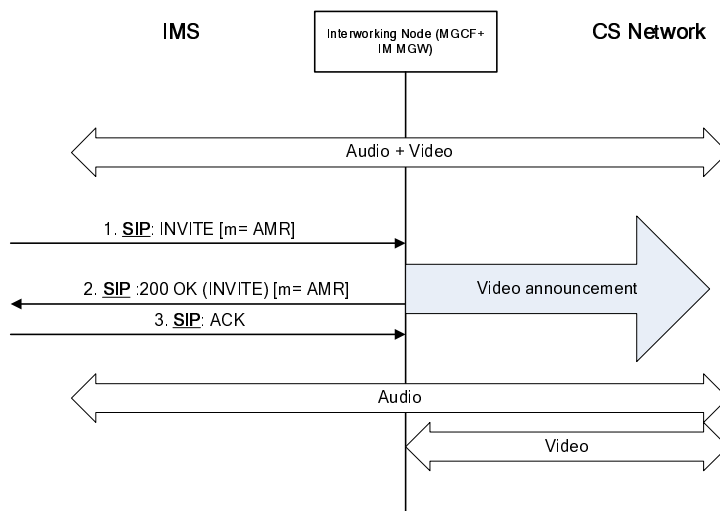 IMS
Interworking Node (MGCF+
IM MGW)
CS Network
Audio + Video
1. SIP: INVITE [m= AMR]
2. SIP :200 OK (INVITE) [m= AMR]
Video announcement
3. SIP: ACK
Audio
Video